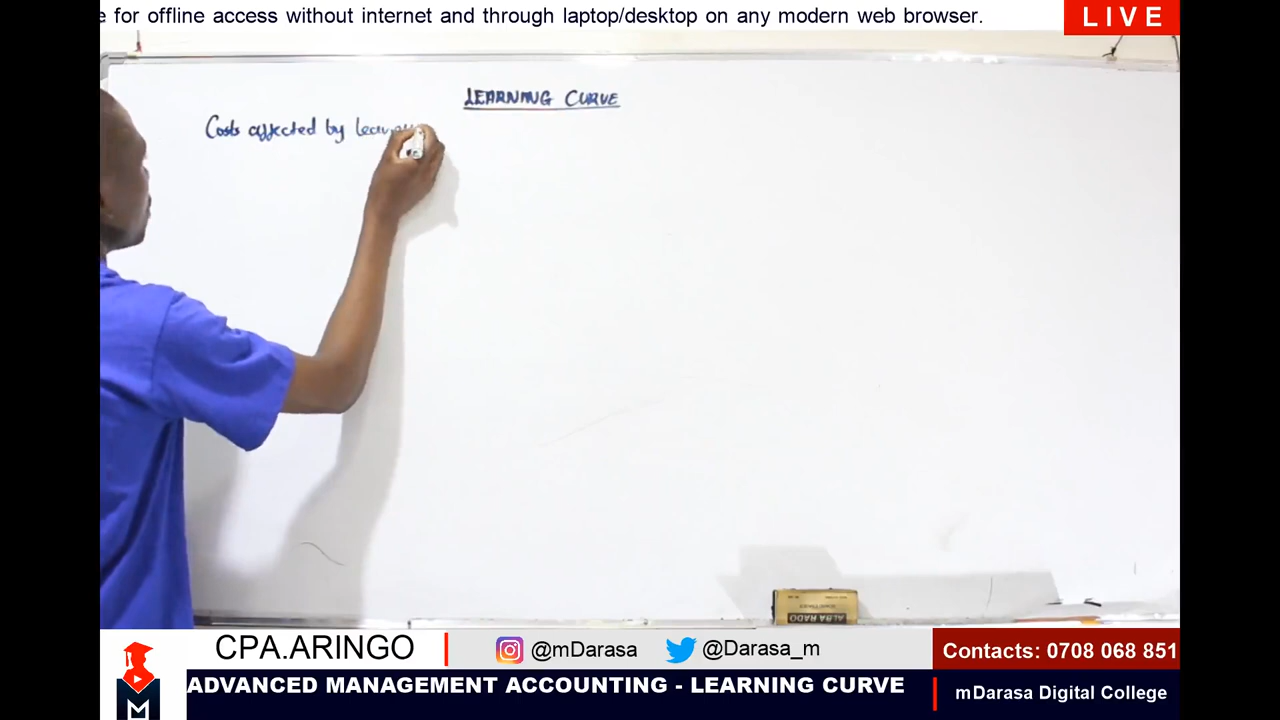 e for offline access without internet and through laptop/desktop on any modern web browser.
LIVE
LEARNING CURVE
Costs affected by
CPA.ARINGO
@mDarasa
@Darasa_m
Contacts: 0708 068 851
ADVANCED MANAGEMENT ACCOUNTING - LEARNING CURVE
mDarasa Digital College
M